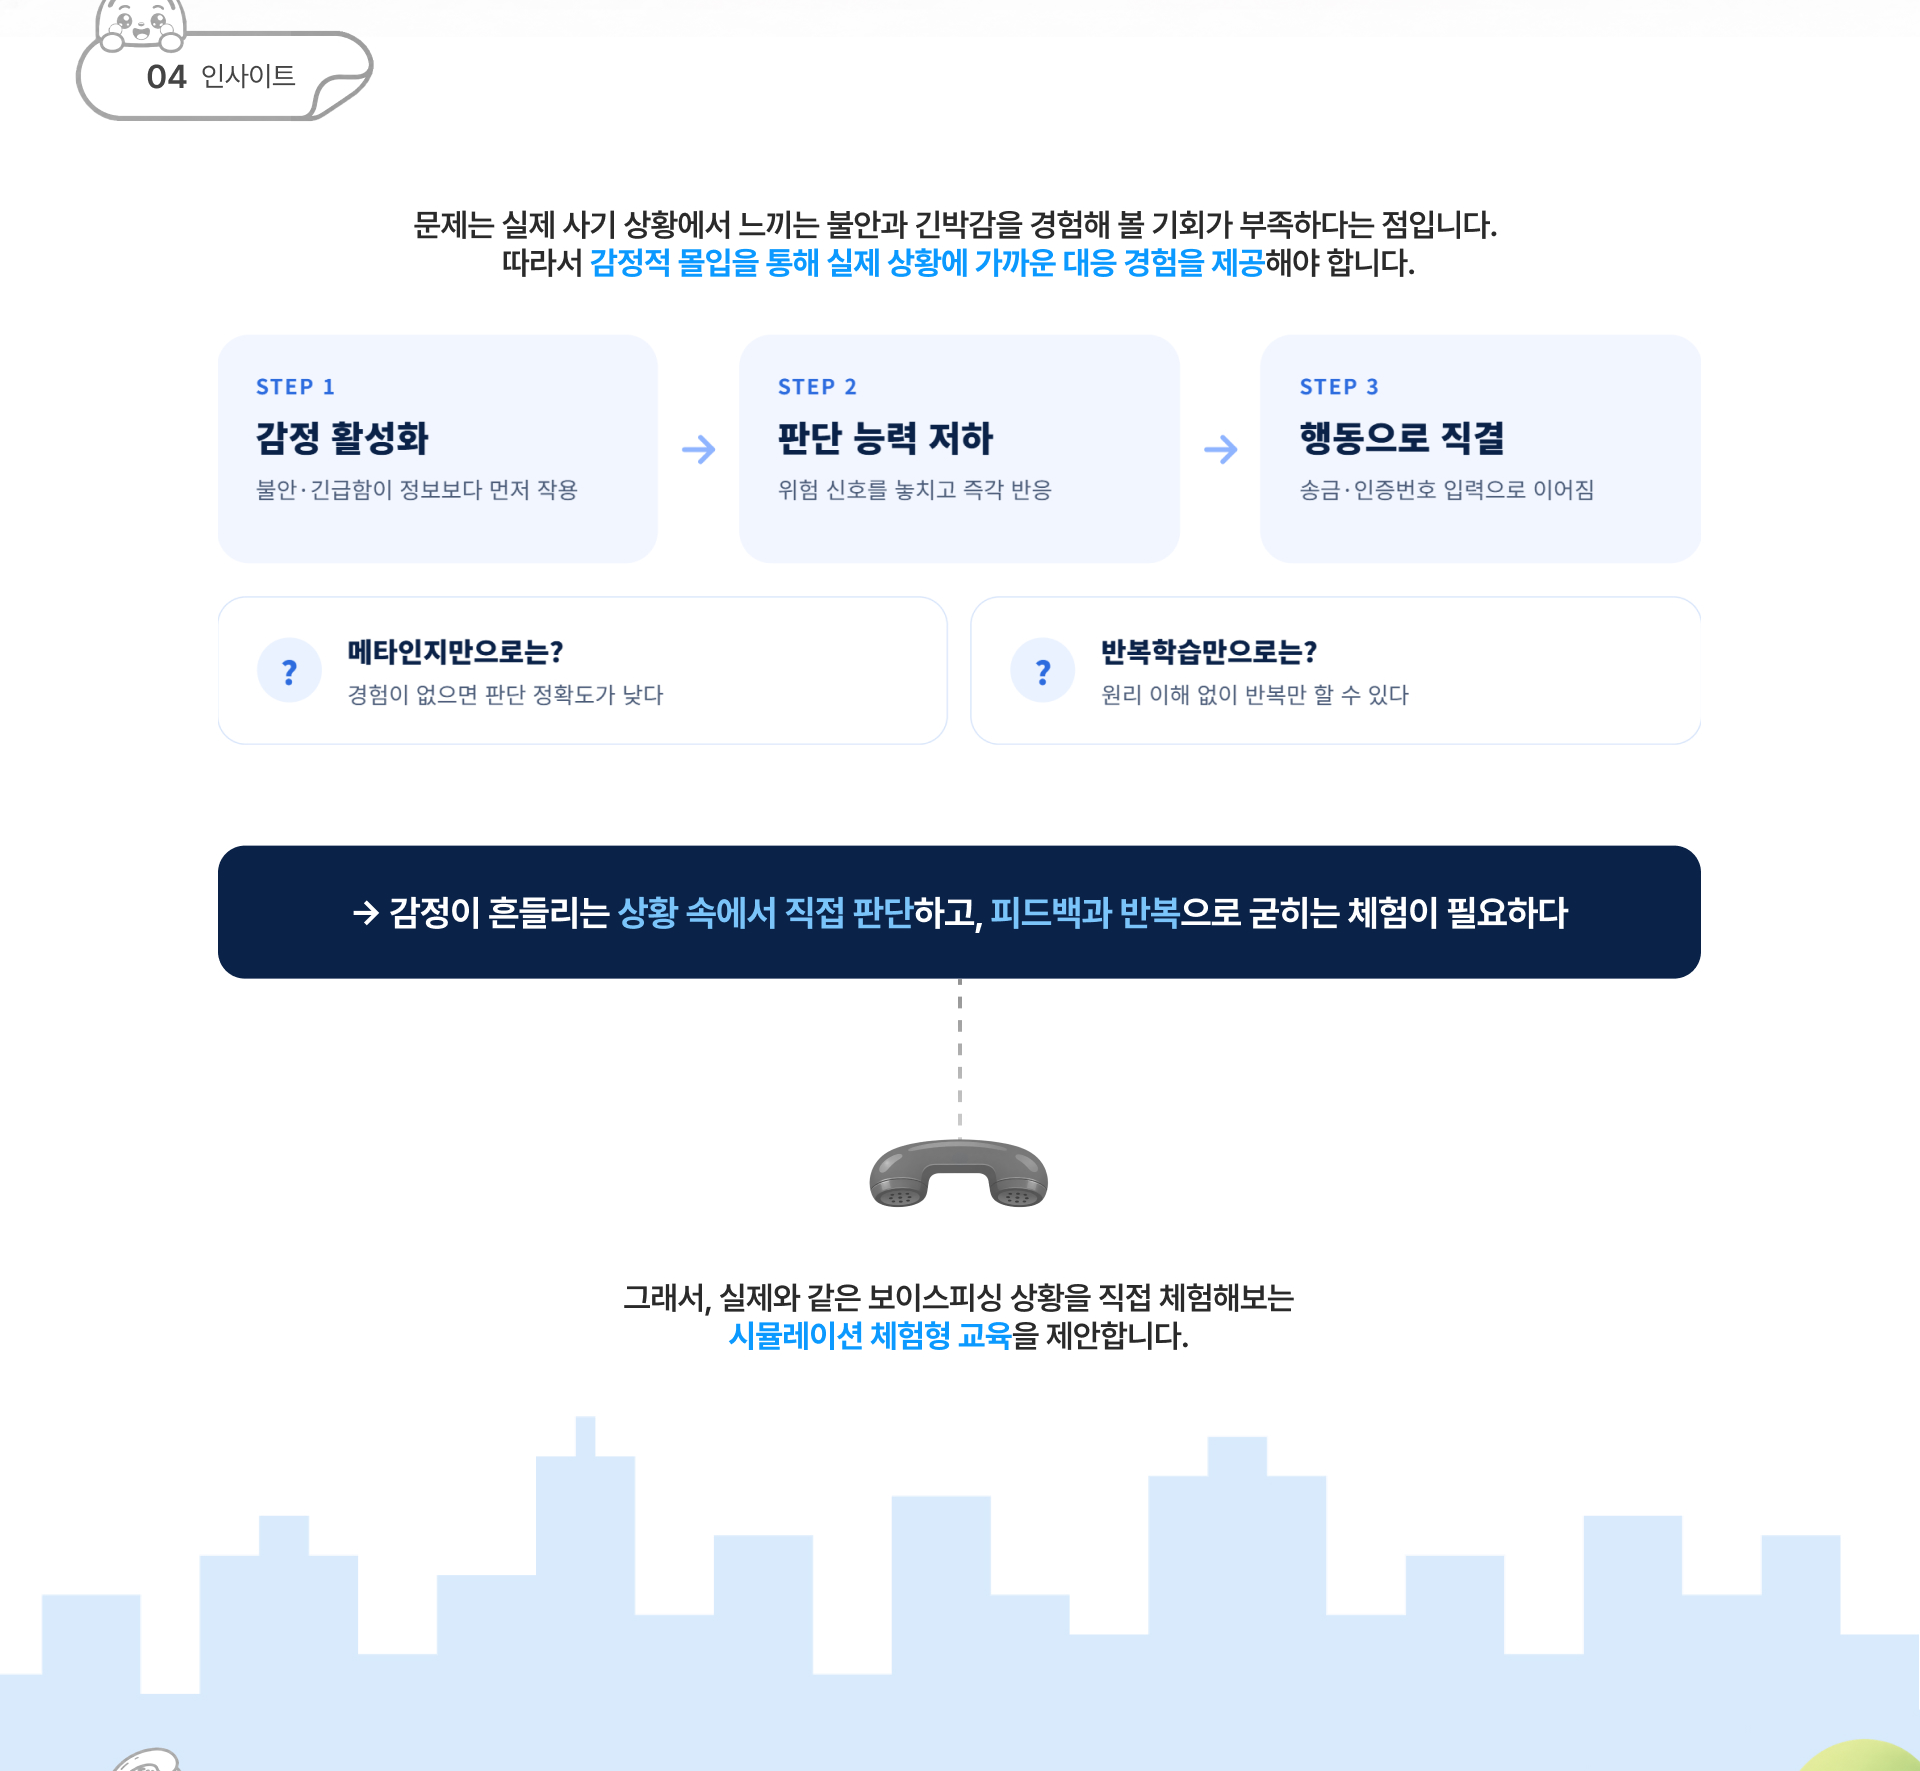 04 인사이트
문제는 실제 사기 상황에서 느끼는 불안과 긴박감을 경험해 볼 기회가 부족하다는 점입니다.
따라서 감정적 몰입을 통해 실제 상황에 가까운 대응 경험을 제공해야 합니다.
STEP 1
감정 활성화
불안·긴급함이 정보보다 먼저 작용
→
STEP 2
판단 능력 저하
위험 신호를 놓치고 즉각 반응
→
STEP 3
행동으로 직결
송금·인증번호 입력으로 이어짐
?
메타인지만으로는?
경험이 없으면 판단 정확도가 낮다
?
반복학습만으로는?
원리 이해 없이 반복만 할 수 있다
→ 감정이 흔들리는 상황 속에서 직접 판단하고, 피드백과 반복으로 굳히는 체험이 필요하다
그래서, 실제와 같은 보이스피싱 상황을 직접 체험해보는
시뮬레이션 체험형 교육을 제안합니다.